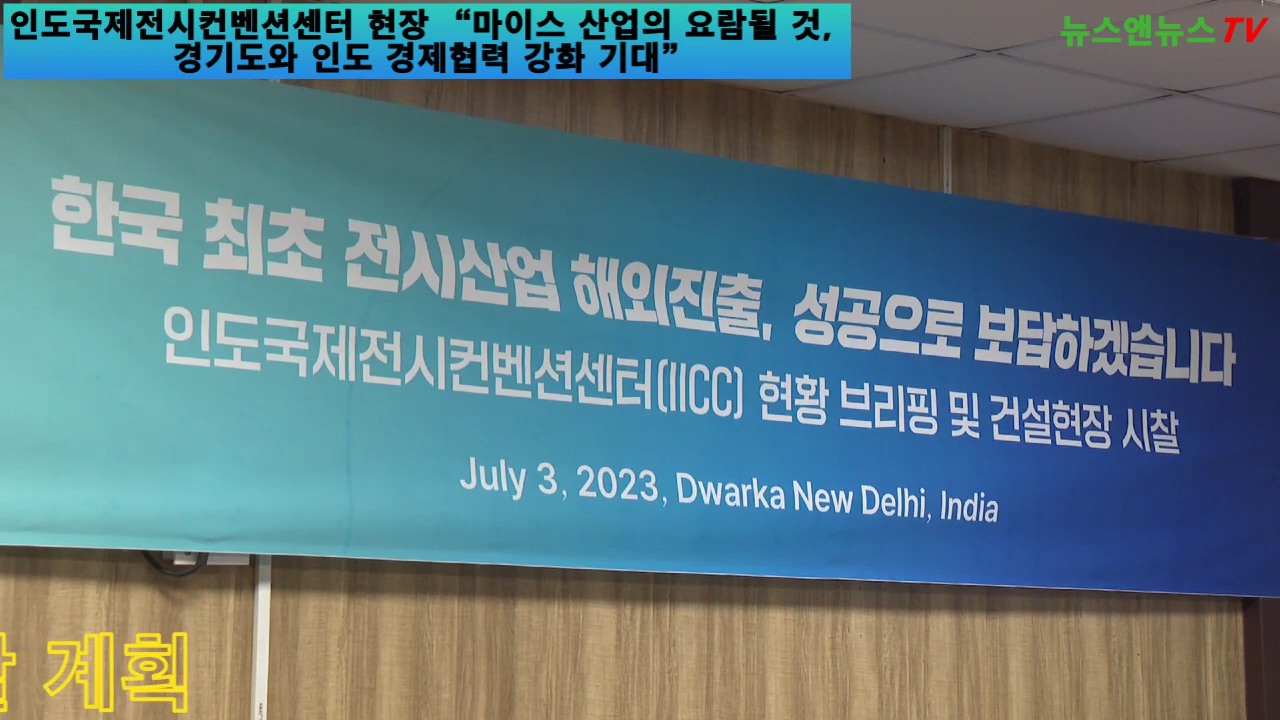 인도국제전시컨벤션센터 현장 “마이스 산업의 요람될 것,
경기도와 인도 경제협력 강화 기대”
뉴스앤뉴스TV
한국 최초 전시산업 해외진출, 성공으로 보답하겠습니다
인도국제전시컨벤션센터(IICC) 현황 브리핑 및 건설현장 시찰
July 3, 2023, Dwarka New Delhi, India
계획